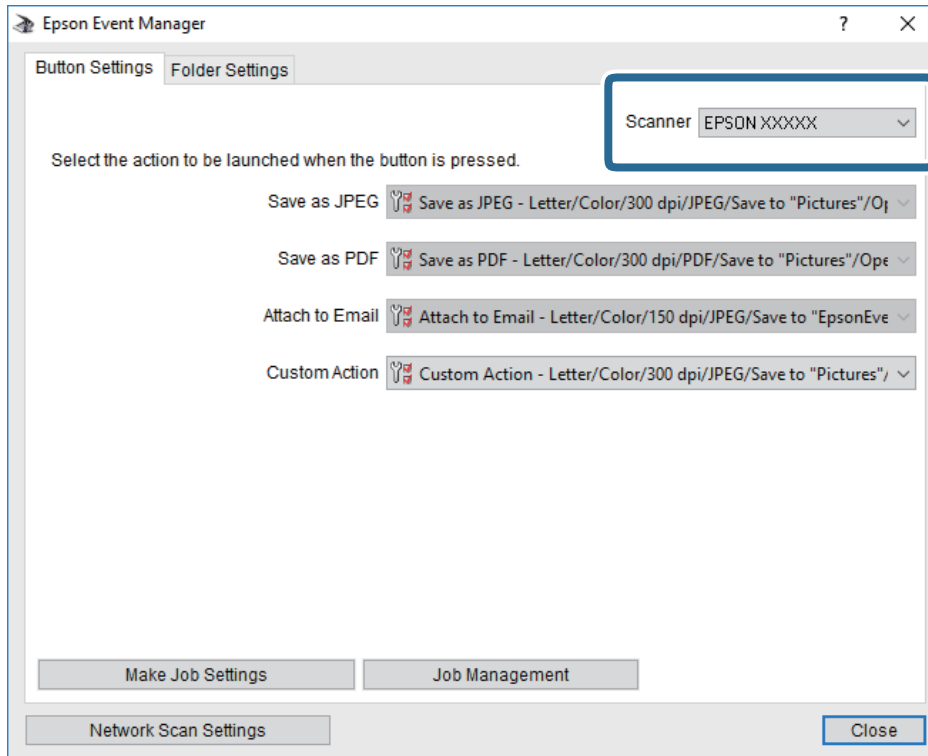 Epson Event Manager
Button Settings Folder Settings
Scanner EPSON XXXXX
Select the action to be launched when the button is pressed.
Save as JPEG Save as JPEG - Letter/Color/300 dpi/JPEG/Save to "Pictures"/Op
Save as PDF Save as PDF - Letter/Color/300 dpi/PDF/Save to "Pictures"/Ope
Attach to Email Attach to Email - Letter/Color/150 dpi/JPEG/Save to "EpsonEve
Custom Action Custom Action - Letter/Color/300 dpi/JPEG/Save to "Pictures"/
Make Job Settings Job Management
Network Scan Settings Close